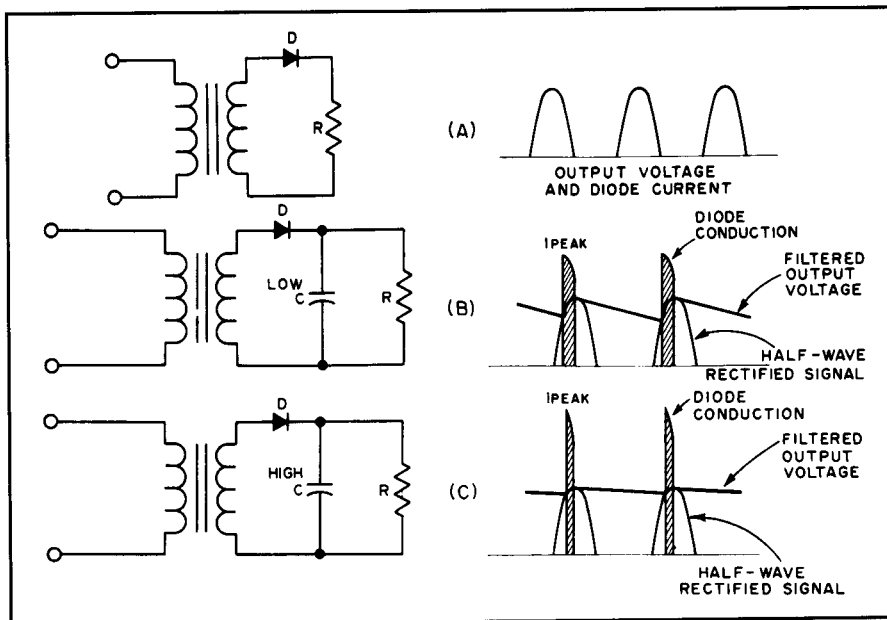 D
R
(A)
OUTPUT VOLTAGE
AND DIODE CURRENT
D
LOW
C
R
(B)
IPEAK
DIODE
CONDUCTION
FILTERED
OUTPUT
VOLTAGE
HALF-WAVE
RECTIFIED SIGNAL
D
HIGH
C
R
(C)
IPEAK
DIODE
CONDUCTION
FILTERED
OUTPUT
VOLTAGE
HALF-WAVE
RECTIFIED SIGNAL